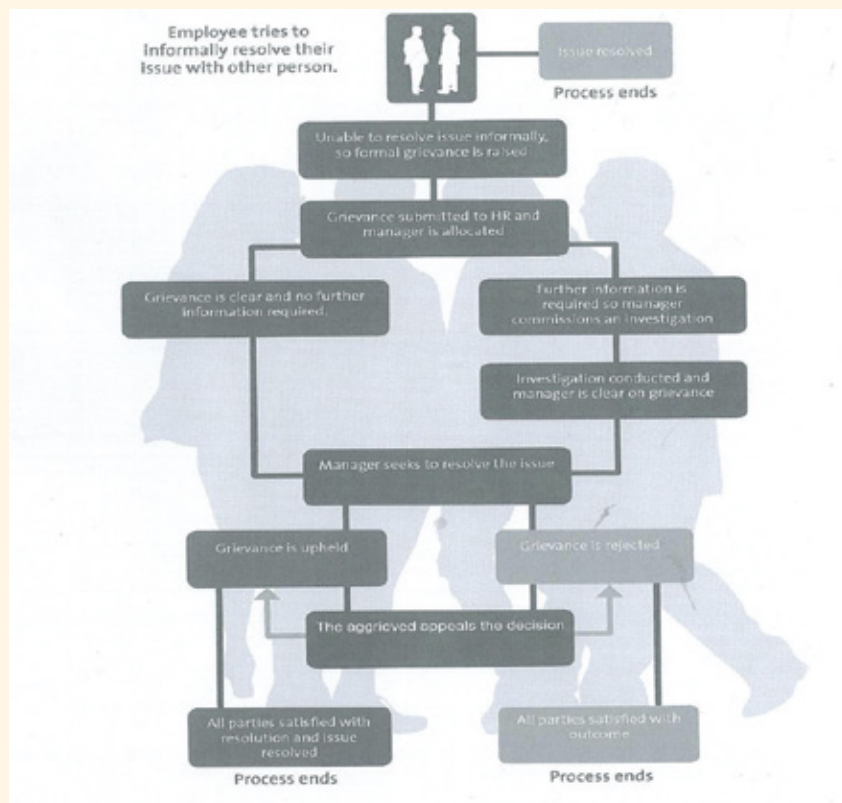 Employee tries to
informally resolve their
issue with other person.
Issue resolved
Process ends
Unable to resolve issue informally,
so formal grievance is raised
Grievance submitted to HR and
manager is allocated
Grievance is clear and no further
information required.
Further information is
required so manager
commissions an investigation
Investigation conducted and
manager is clear on grievance
Manager seeks to resolve the issue
Grievance is upheld
Grievance is rejected
The aggrieved appeals the decision
All parties satisfied with
resolution and issue
resolved
Process ends
All parties satisfied with
outcome
Process ends